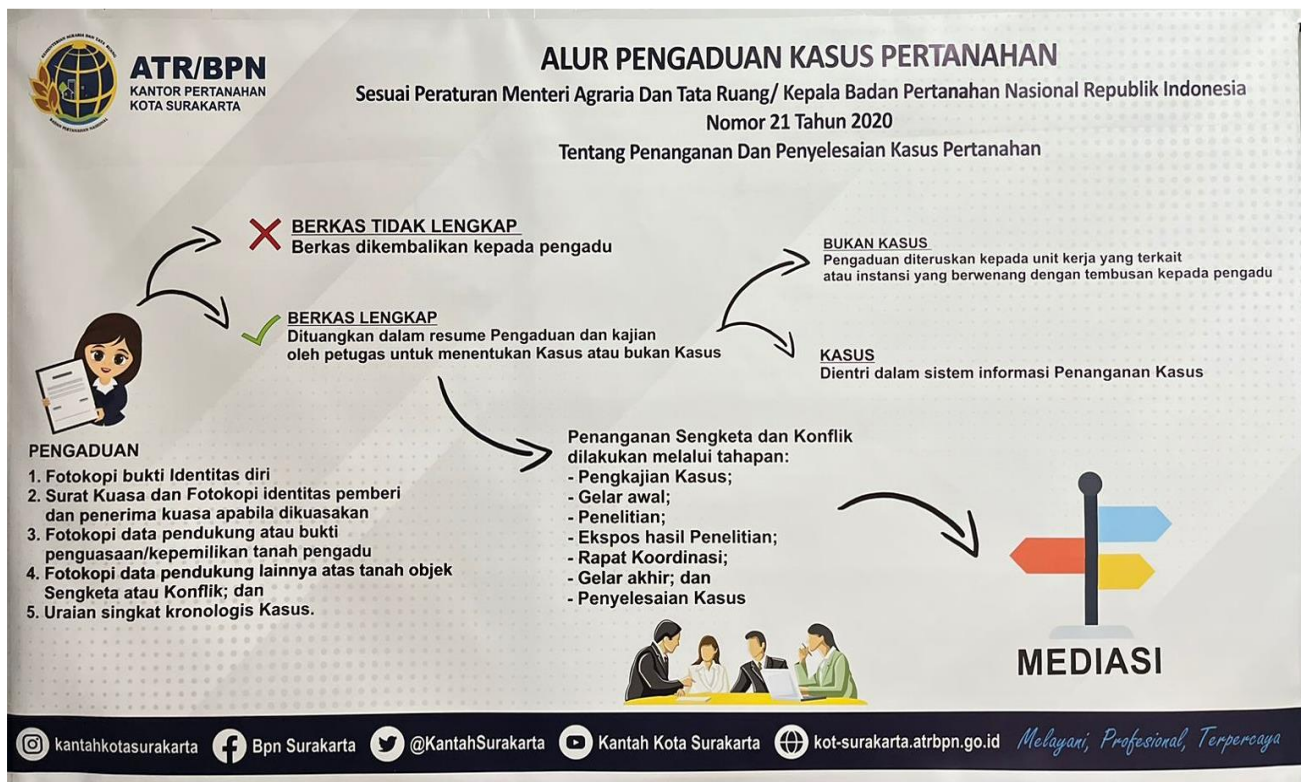 ATR/BPN
KANTOR PERTANAHAN
KOTA SURAKARTA
ALUR PENGADUAN KASUS PERTANAHAN
Sesuai Peraturan Menteri Agraria Dan Tata Ruang/ Kepala Badan Pertanahan Nasional Republik Indonesia
Nomor 21 Tahun 2020
Tentang Penanganan Dan Penyelesaian Kasus Pertanahan
BERKAS TIDAK LENGKAP
Berkas dikembalikan kepada pengadu
BERKAS LENGKAP
Dituangkan dalam resume Pengaduan dan kajian
oleh petugas untuk menentukan Kasus atau bukan Kasus
BUKAN KASUS
Pengaduan diteruskan kepada unit kerja yang terkait
atau instansi yang berwenang dengan tembusan kepada pengadu
KASUS
Dientri dalam sistem informasi Penanganan Kasus
PENGADUAN
1. Fotokopi bukti Identitas diri
2. Surat Kuasa dan Fotokopi identitas pemberi
dan penerima kuasa apabila dikuasakan
3. Fotokopi data pendukung atau bukti
penguasaan/kepemilikan tanah pengadu
4. Fotokopi data pendukung lainnya atas tanah objek
Sengketa atau Konflik; dan
5. Uraian singkat kronologis Kasus.
Penanganan Sengketa dan Konflik
dilakukan melalui tahapan:
- Pengkajian Kasus;
- Gelar awal;
- Penelitian;
- Ekspos hasil Penelitian;
- Rapat Koordinasi;
- Gelar akhir; dan
- Penyelesaian Kasus
MEDIASI
kantahkotasurakarta
Bpn Surakarta
@KantahSurakarta
Kantah Kota Surakarta
kot-surakarta.atrbpn.go.id
Melayani, Profesional, Terpercaya